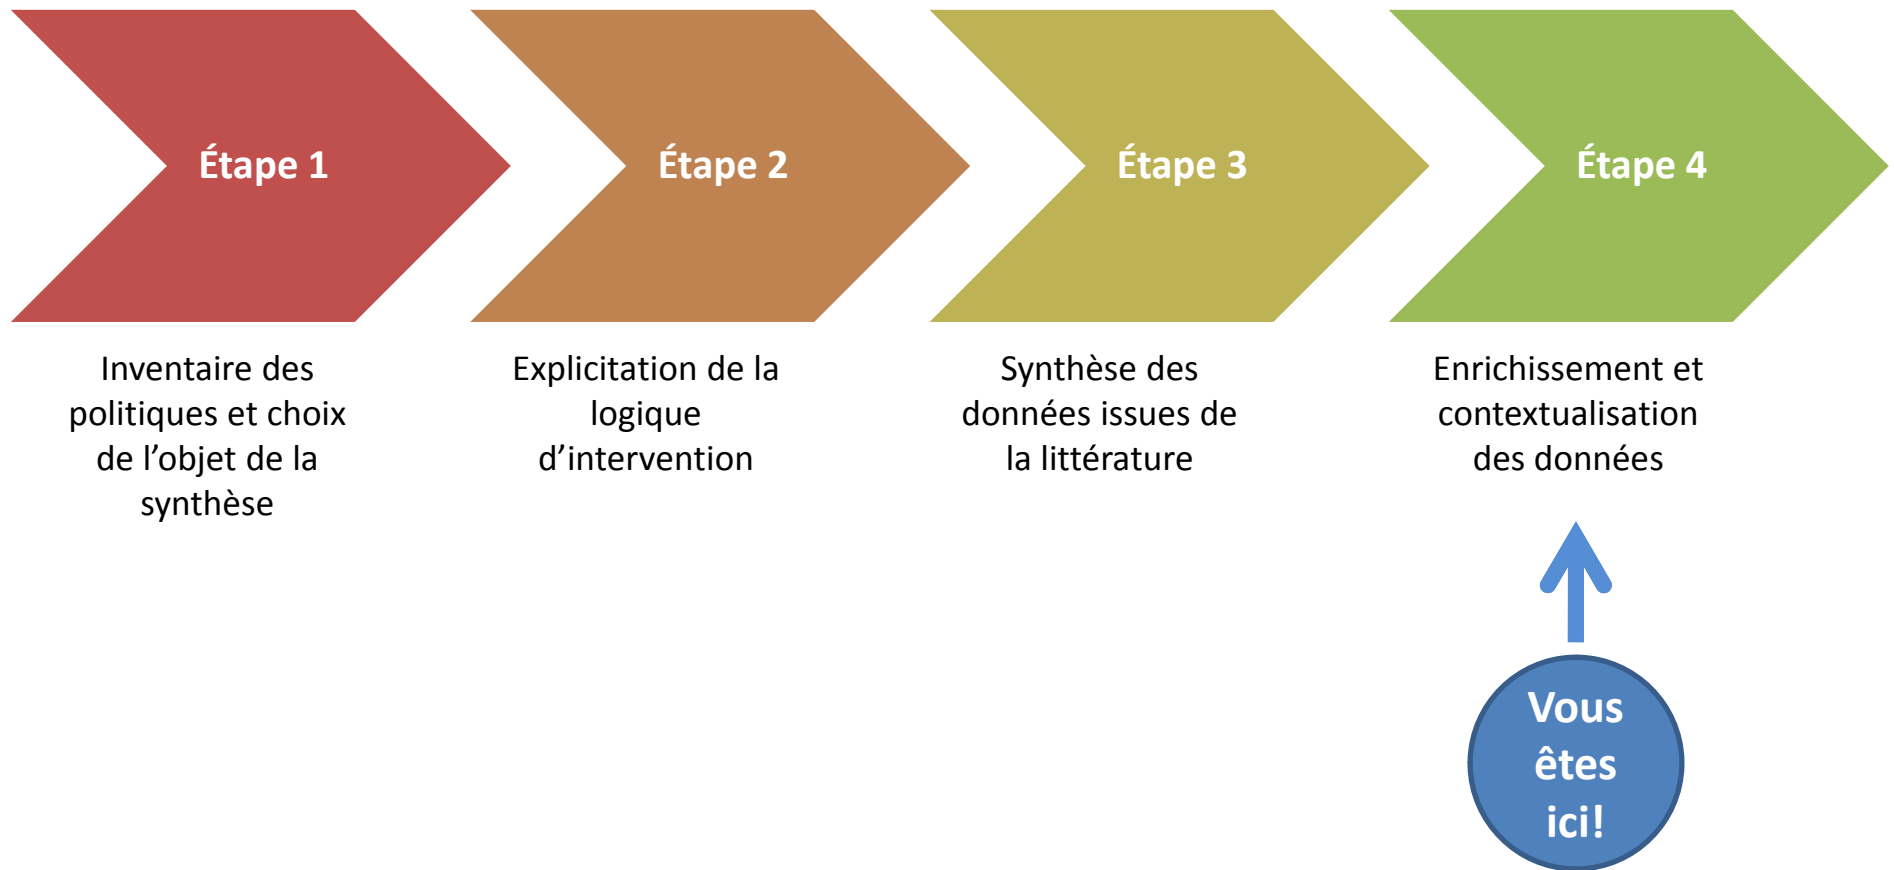 Étape 1
Étape 2
Étape 3
Étape 4
Inventaire des
politiques et choix
de l’objet de la
synthèse
Explicitation de la
logique
d’intervention
Synthèse des
données issues de
la littérature
Enrichissement et
contextualisation
des données
Vous
êtes
ici!